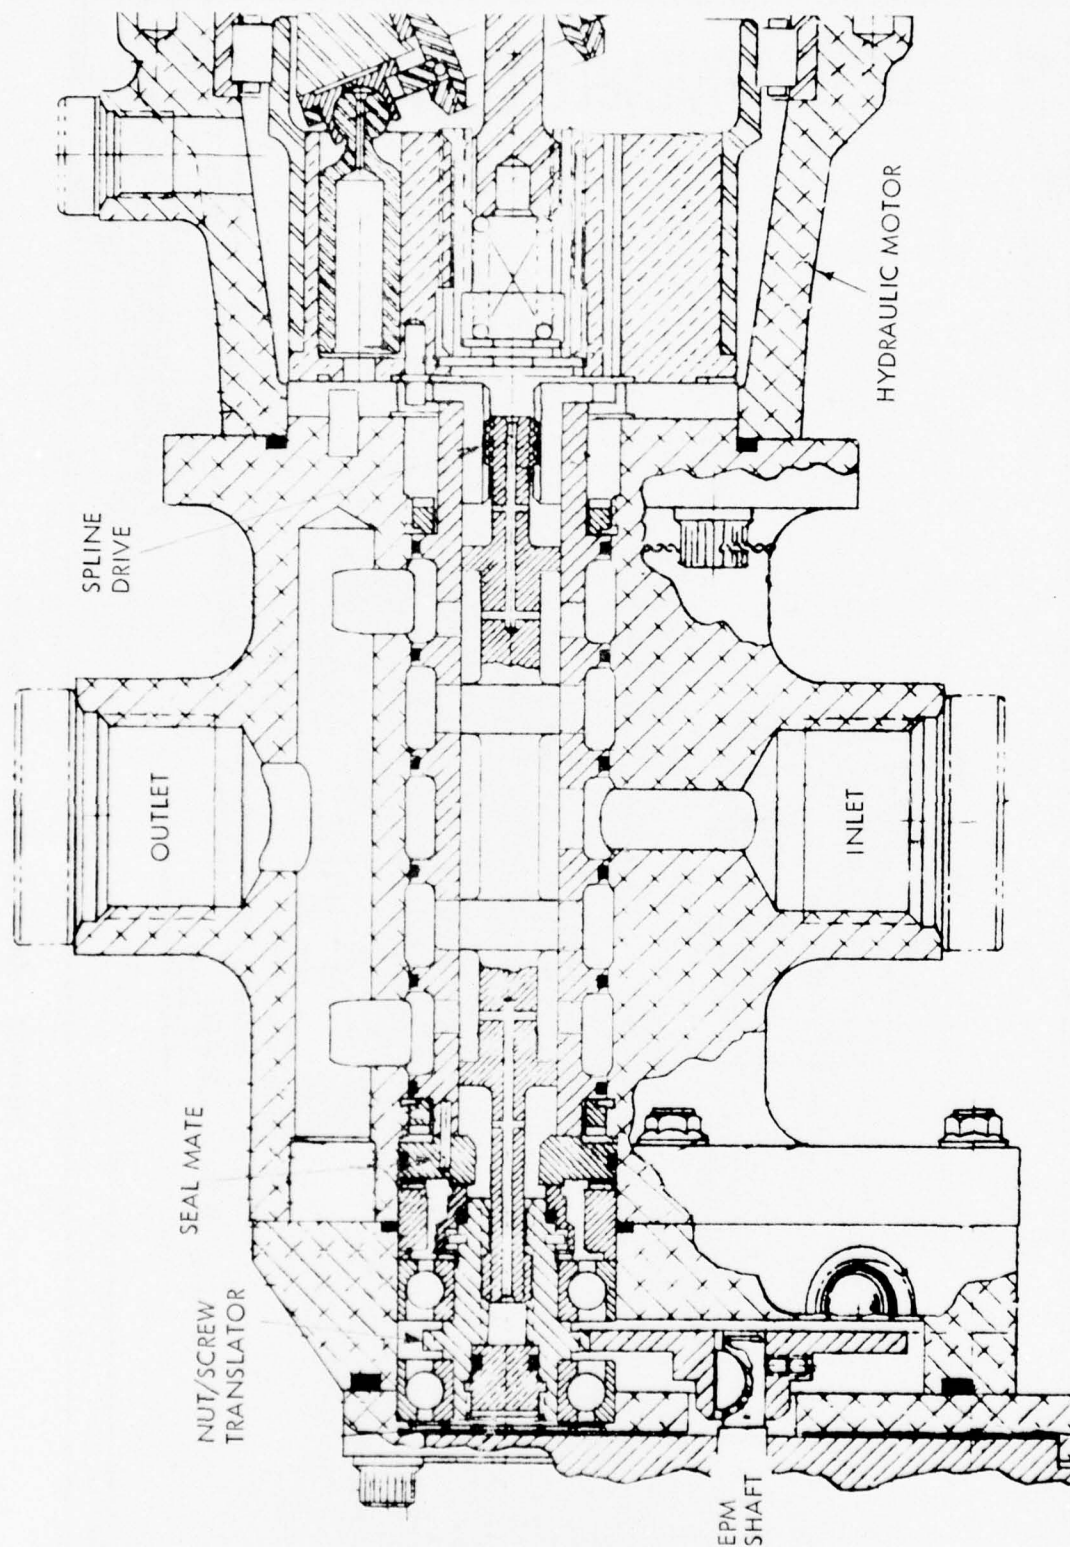 SPLINE
DRIVE
HYDRAULIC MOTOR
OUTLET
INLET
SEAL MATE
NUT/SCREW
TRANSLATOR
EPM
SHAFT